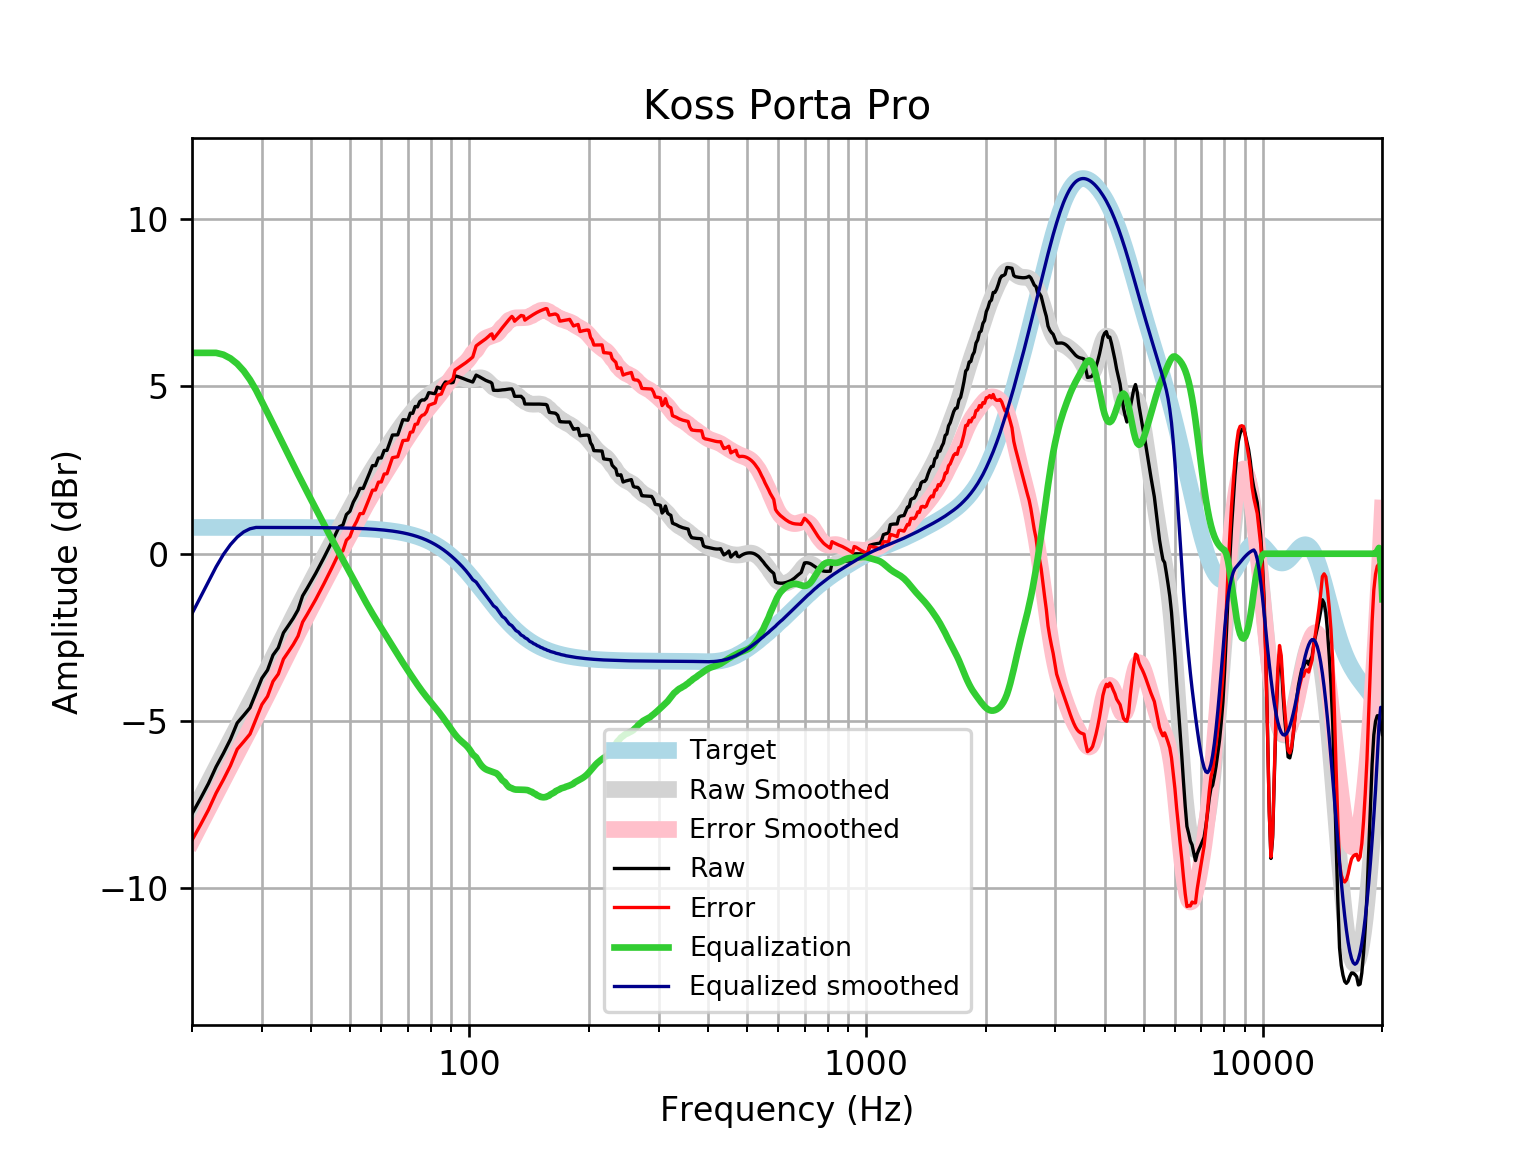 Koss Porta Pro
Amplitude (dBr)
10
5
0
−5
−10
Target
Raw Smoothed
Error Smoothed
Raw
Error
Equalization
Equalized smoothed
100
1000
10000
Frequency (Hz)